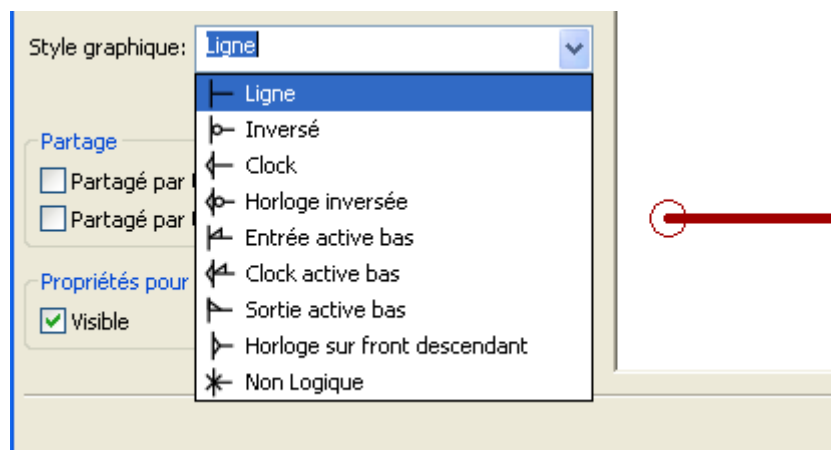 Style graphique: Ligne
Ligne
Inversé
Clock
Horloge inversée
Entrée active bas
Clock active bas
Sortie active bas
Horloge sur front descendant
Non Logique
Partage
Partagé par
Partagé par
Propriétés pour
Visible